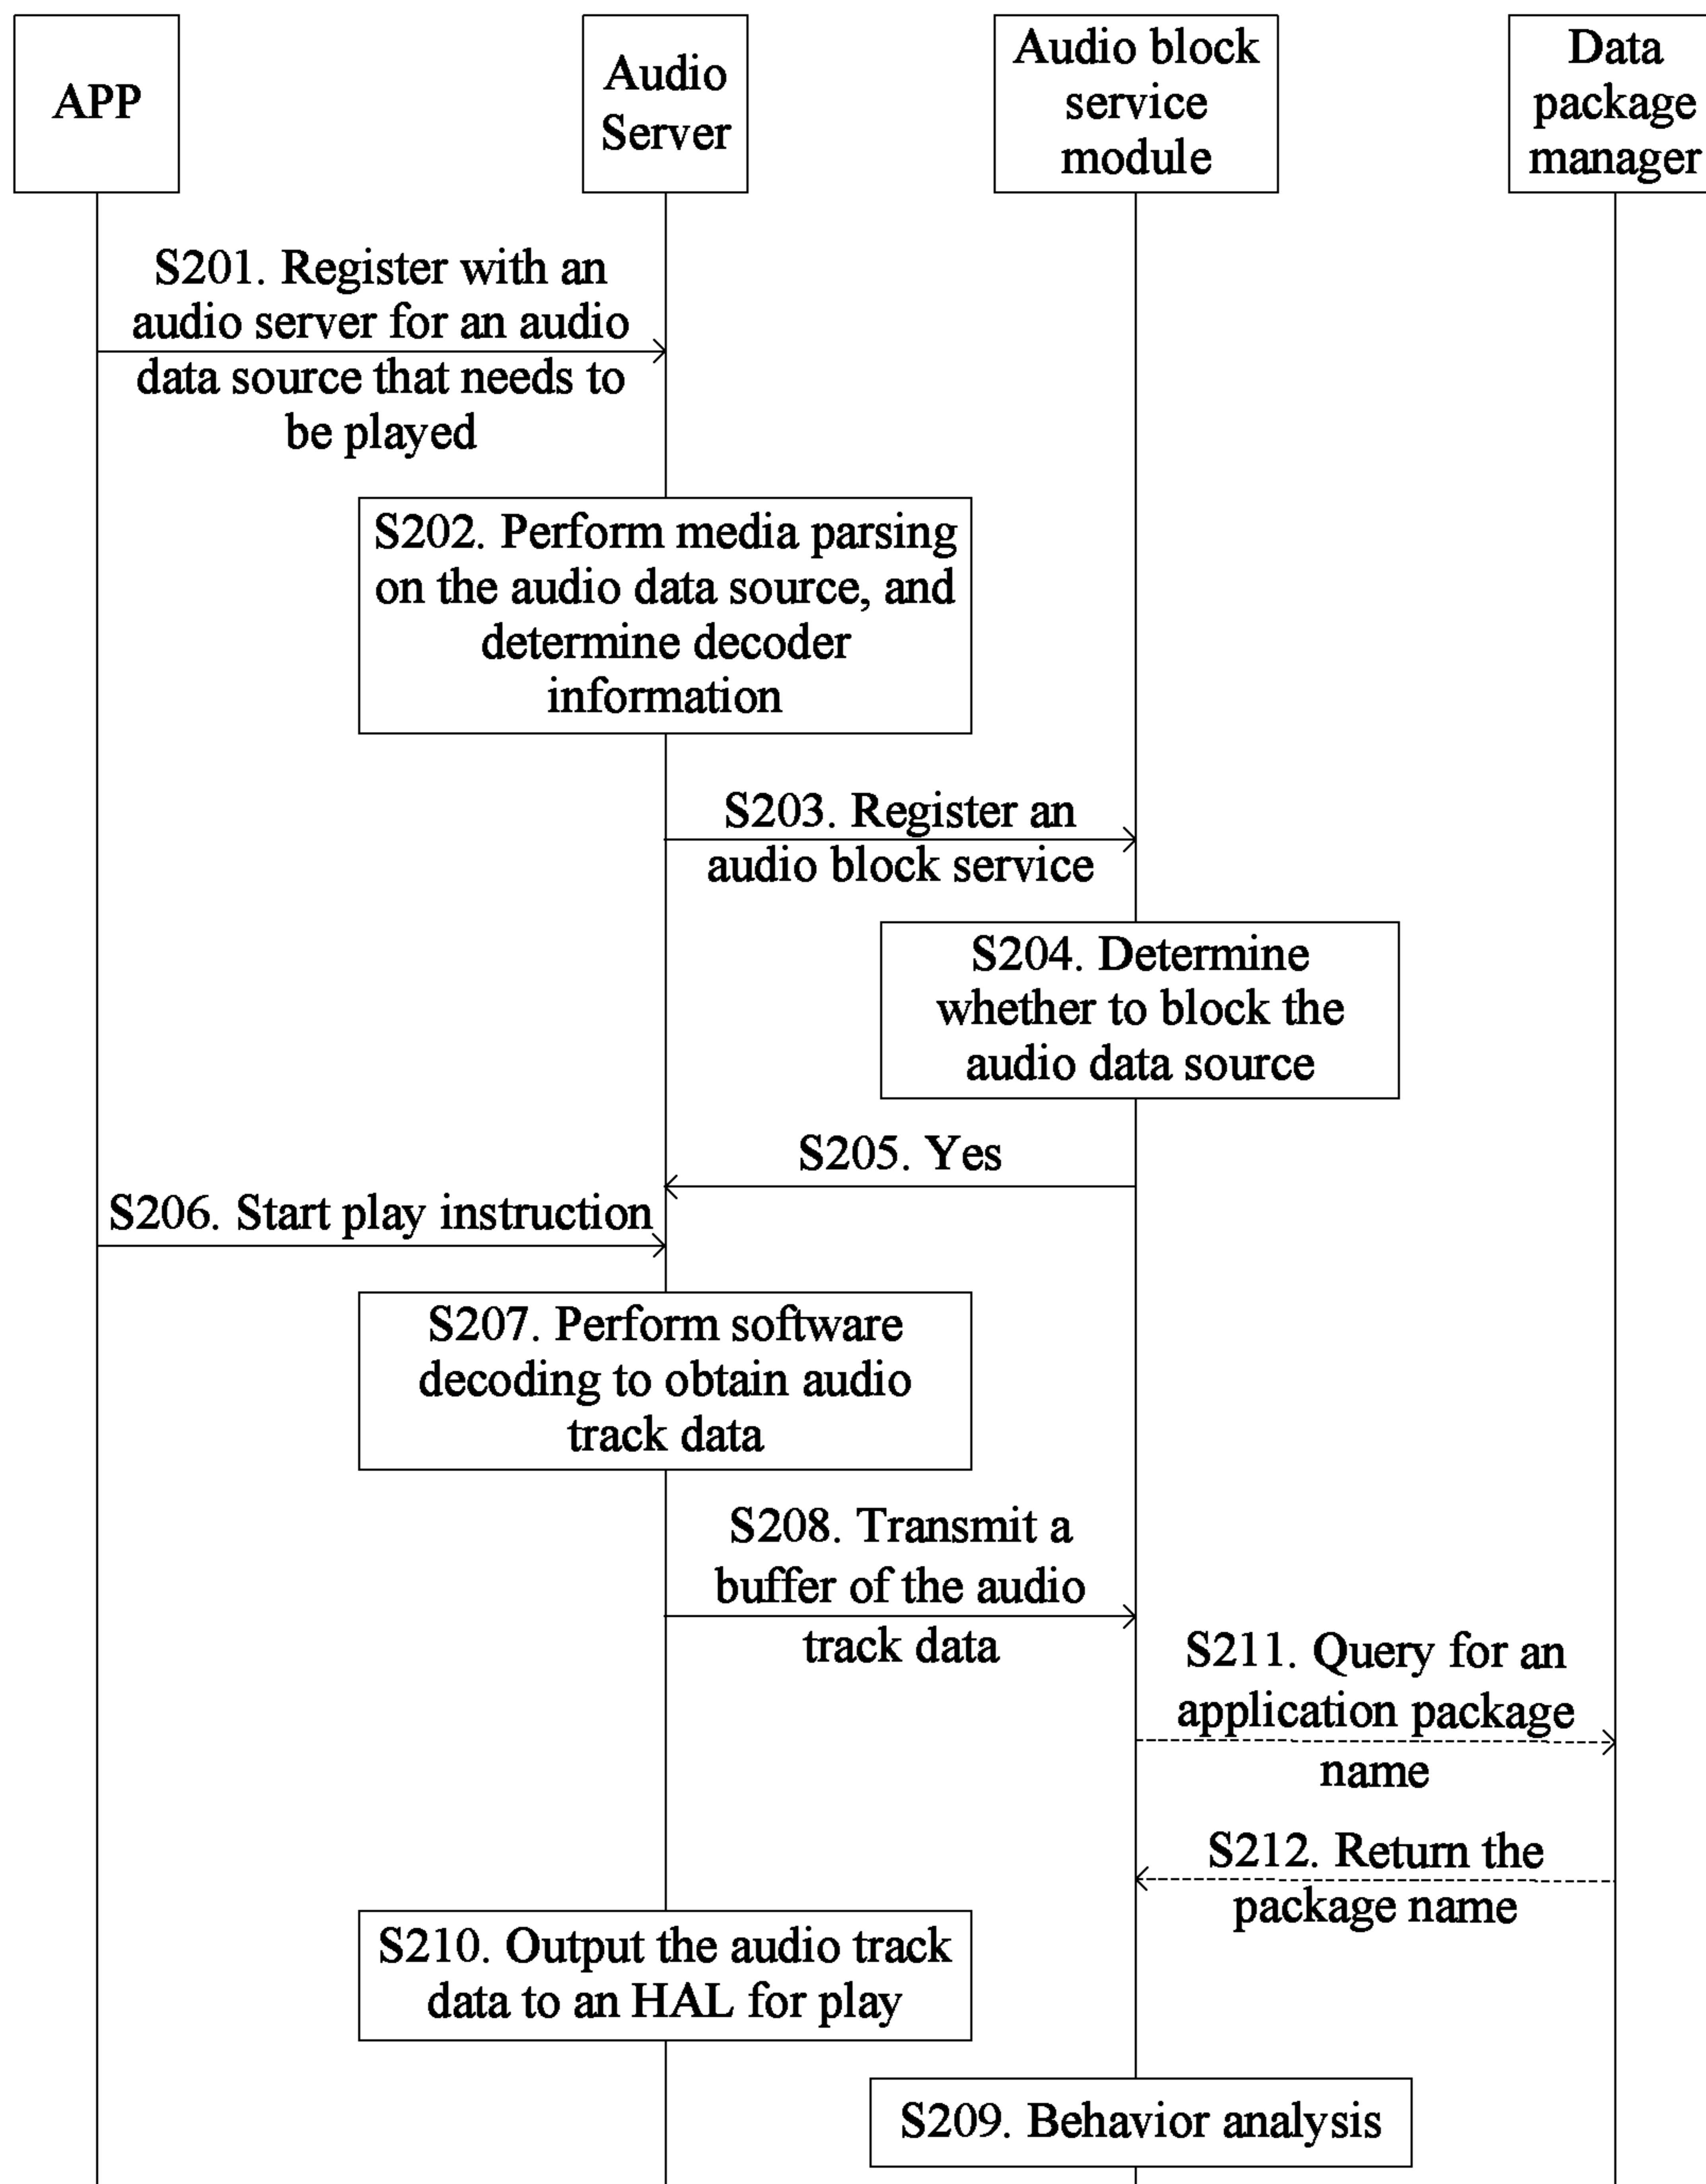 APP
Audio
Server
Audio block
service
module
Data
package
manager
S201. Register with an
audio server for an audio
data source that needs to
be played
S202. Perform media parsing
on the audio data source, and
determine decoder
information
S203. Register an
audio block service
S204. Determine
whether to block the
audio data source
S205. Yes
S206. Start play instruction
S207. Perform software
decoding to obtain audio
track data
S208. Transmit a
buffer of the audio
track data
S211. Query for an
application package
name
S212. Return the
package name
S210. Output the audio track
data to an HAL for play
S209. Behavior analysis